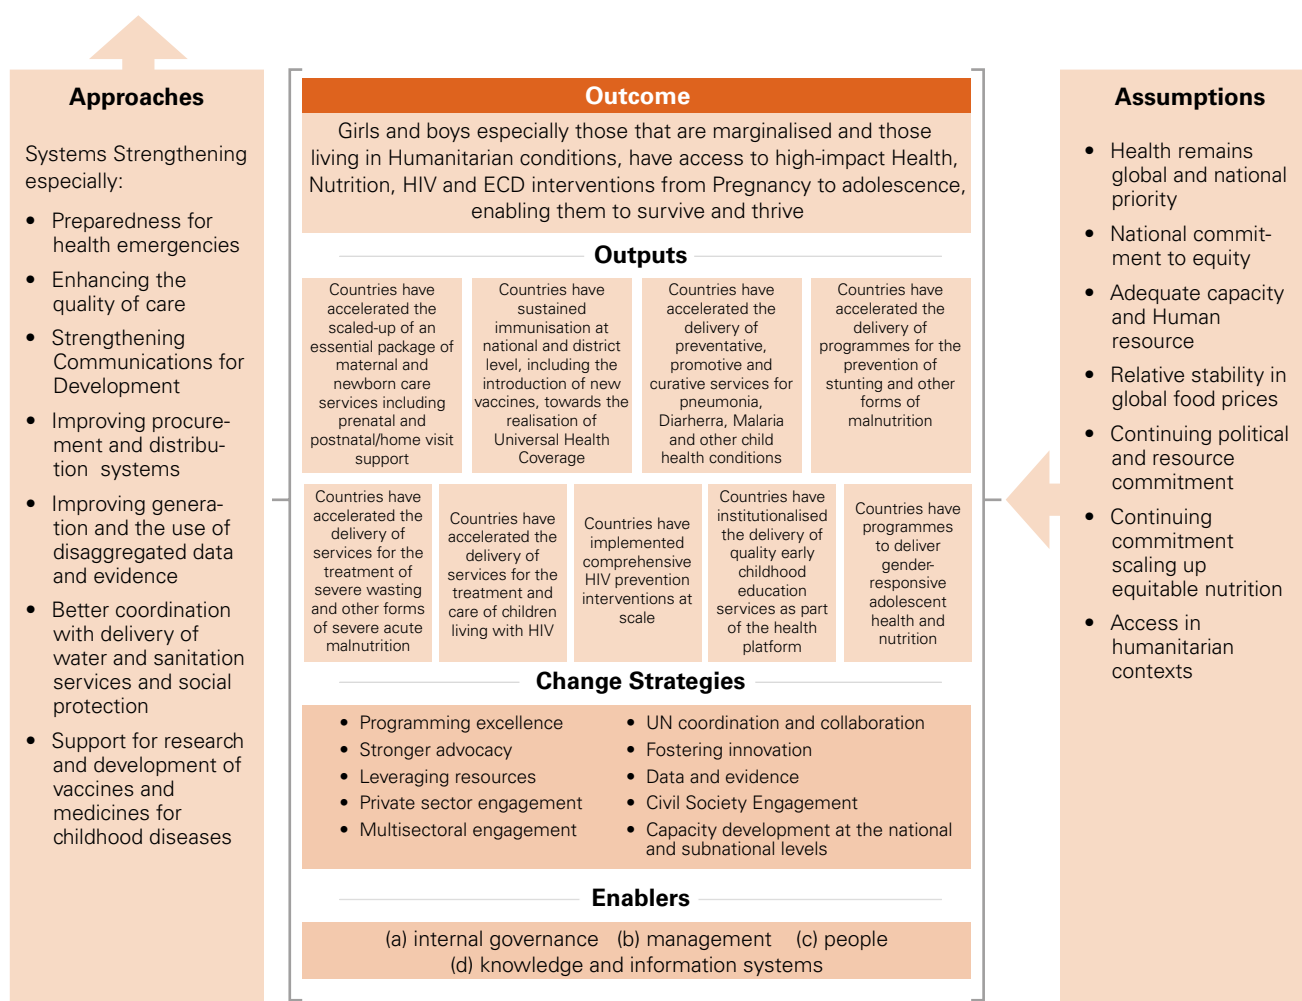 Approaches
Systems Strengthening
especially:
• Preparedness for
health emergencies
• Enhancing the
quality of care
• Strengthening
Communications for
Development
• Improving procure-
ment and distribu-
tion systems
• Improving genera-
tion and the use of
disaggregated data
and evidence
• Better coordination
with delivery of
water and sanitation
services and social
protection
• Support for research
and development of
vaccines and
medicines for
childhood diseases
Outcome
Girls and boys especially those that are marginalised and those
living in Humanitarian conditions, have access to high-impact Health,
Nutrition, HIV and ECD interventions from Pregnancy to adolescence,
enabling them to survive and thrive
Outputs
Countries have
accelerated the
scaled-up of an
essential package of
maternal and
newborn care
services including
prenatal and
postnatal/home visit
support
Countries have
sustained
immunisation at
national and district
level, including the
introduction of new
vaccines, towards the
realisation of
Universal Health
Coverage
Countries have
accelerated the
delivery of
preventative,
promotive and
curative services for
pneumonia,
Diarherra, Malaria
and other child
health conditions
Countries have
accelerated the
delivery of
programmes for the
prevention of
stunting and other
forms of
malnutrition
Countries have
accelerated the
delivery of
services for the
treatment of
severe wasting
and other forms
of severe acute
malnutrition
Countries have
accelerated the
delivery of
services for the
treatment and
care of children
living with HIV
Countries have
implemented
comprehensive
HIV prevention
interventions at
scale
Countries have
institutionalised
the delivery of
quality early
childhood
education
services as part
of the health
platform
Countries have
programmes
to deliver
gender-
responsive
adolescent
health and
nutrition
Change Strategies
• Programming excellence
• Stronger advocacy
• Leveraging resources
• Private sector engagement
• Multisectoral engagement
• UN coordination and collaboration
• Fostering innovation
• Data and evidence
• Civil Society Engagement
• Capacity development at the national
and subnational levels
Enablers
(a) internal governance (b) management (c) people
(d) knowledge and information systems
Assumptions
• Health remains
global and national
priority
• National commit-
ment to equity
• Adequate capacity
and Human
resource
• Relative stability in
global food prices
• Continuing political
and resource
commitment
• Continuing
commitment
scaling up
equitable nutrition
• Access in
humanitarian
contexts